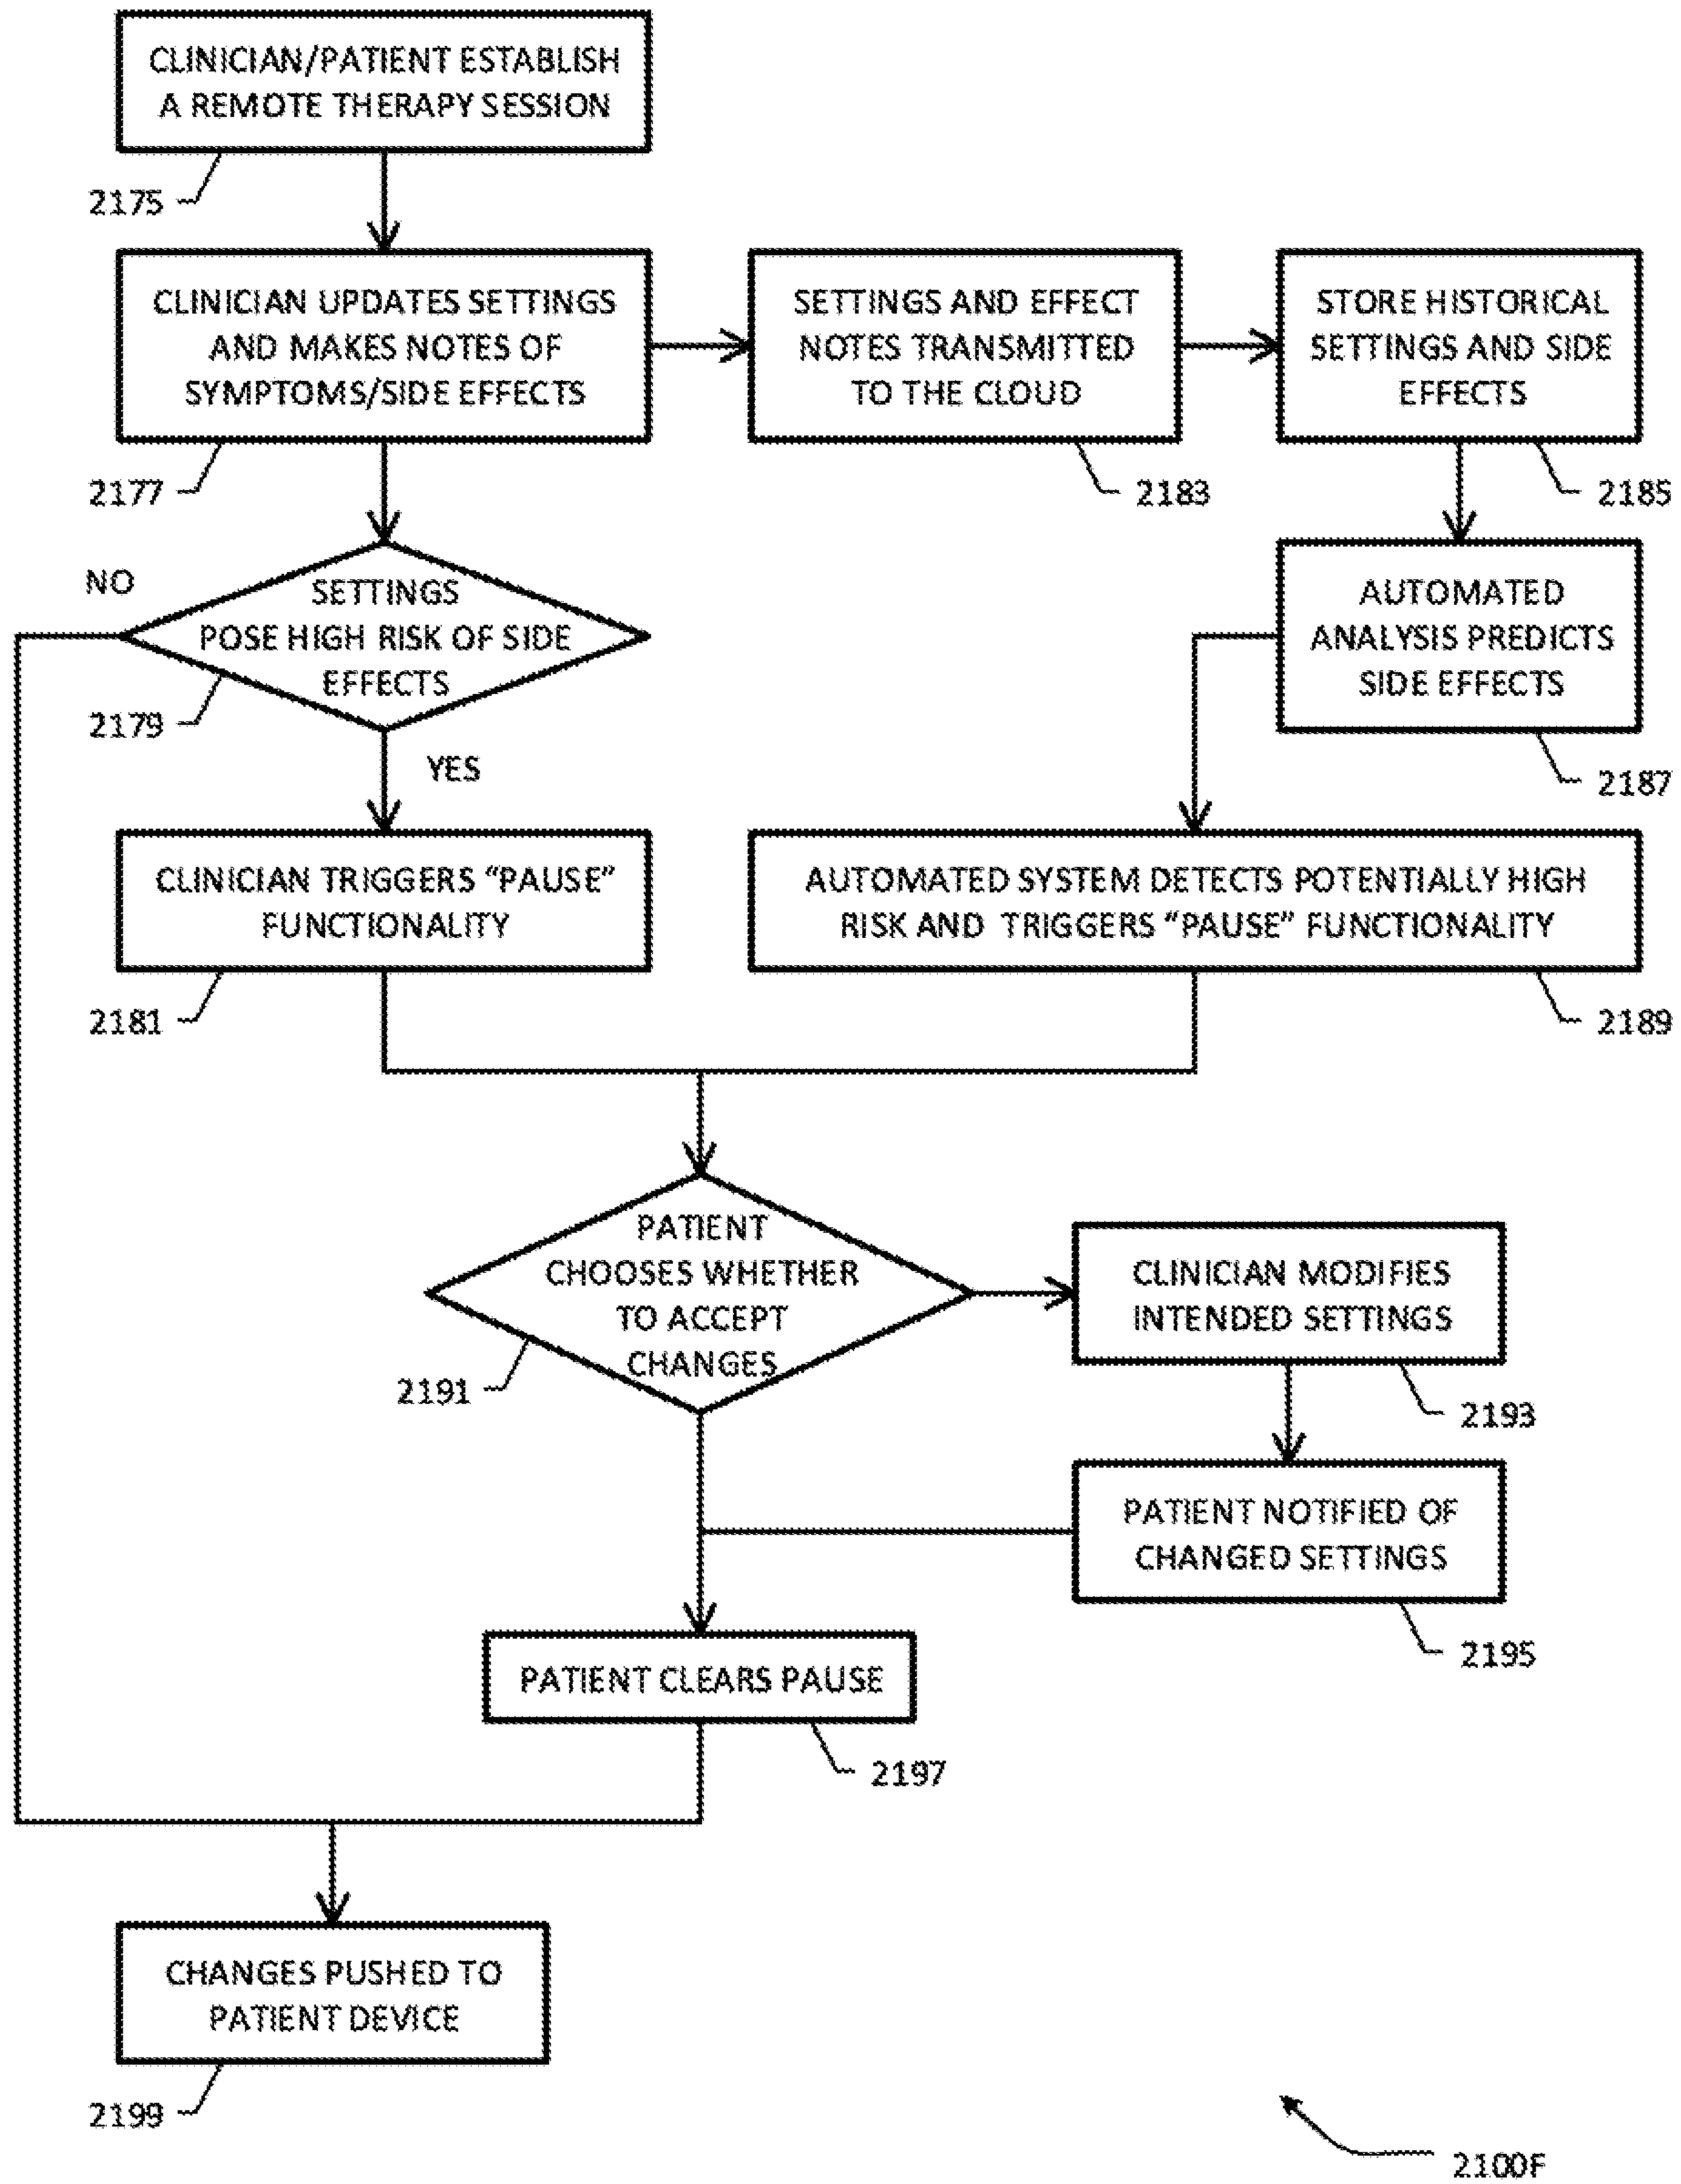 CLINICIAN/PATIENT ESTABLISH
A REMOTE THERAPY SESSION
2175
CLINICIAN UPDATES SETTINGS
AND MAKES NOTES OF
SYMPTOMS/SIDE EFFECTS
2177
SETTINGS AND EFFECT
NOTES TRANSMITTED
TO THE CLOUD
2183
STORE HISTORICAL
SETTINGS AND SIDE
EFFECTS
2185
NO
SETTINGS
POSE HIGH RISK OF SIDE
EFFECTS
2179
YES
AUTOMATED
ANALYSIS PREDICTS
SIDE EFFECTS
2187
CLINICIAN TRIGGERS “PAUSE”
FUNCTIONALITY
2181
AUTOMATED SYSTEM DETECTS POTENTIALLY HIGH
RISK AND TRIGGERS “PAUSE” FUNCTIONALITY
2189
PATIENT
CHOOSES WHETHER
TO ACCEPT
CHANGES
2191
CLINICIAN MODIFIES
INTENDED SETTINGS
2193
PATIENT NOTIFIED OF
CHANGED SETTINGS
2195
PATIENT CLEARS PAUSE
2197
CHANGES PUSHED TO
PATIENT DEVICE
2199
2100F